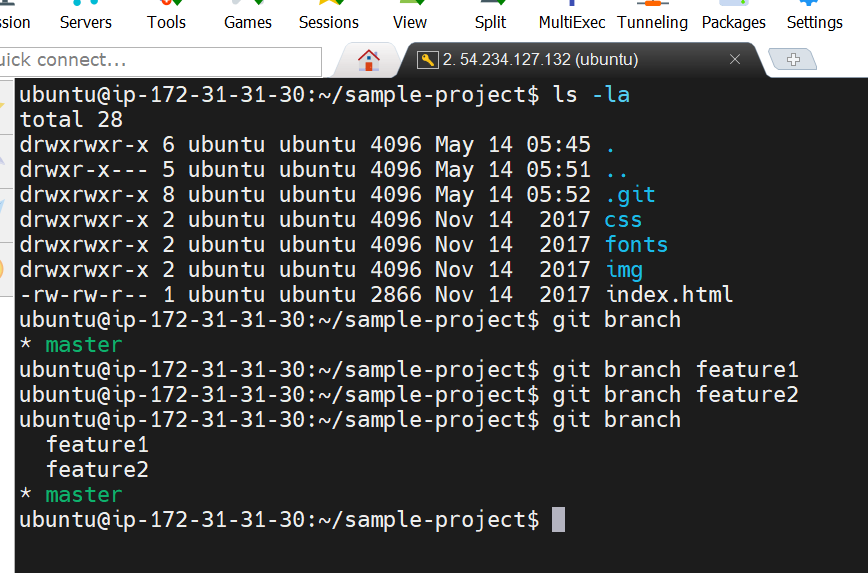 ssion Servers Tools Games Sessions View Split MultiExec Tunneling Packages Settings
uick connect...
2. 54.234.127.132 (ubuntu)
ubuntu@ip-172-31-31-30:~/sample-project$ ls -la
total 28
drwxrwxr-x 6 ubuntu ubuntu 4096 May 14 05:45 .
drwxr-x--- 5 ubuntu ubuntu 4096 May 14 05:51 ..
drwxrwxr-x 8 ubuntu ubuntu 4096 May 14 05:52 .git
drwxrwxr-x 2 ubuntu ubuntu 4096 Nov 14  2017 css
drwxrwxr-x 2 ubuntu ubuntu 4096 Nov 14  2017 fonts
drwxrwxr-x 2 ubuntu ubuntu 4096 Nov 14  2017 img
-rw-rw-r-- 1 ubuntu ubuntu 2866 Nov 14  2017 index.html
ubuntu@ip-172-31-31-30:~/sample-project$ git branch
* master
ubuntu@ip-172-31-31-30:~/sample-project$ git branch feature1
ubuntu@ip-172-31-31-30:~/sample-project$ git branch feature2
ubuntu@ip-172-31-31-30:~/sample-project$ git branch
  feature1
  feature2
* master
ubuntu@ip-172-31-31-30:~/sample-project$